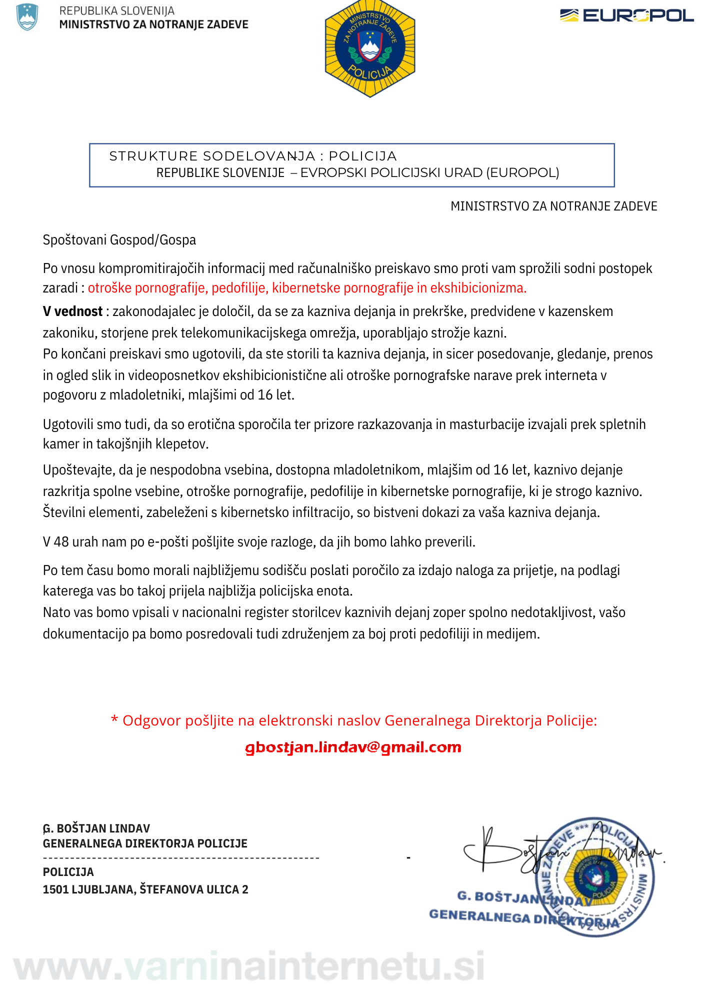 REPUBLIKA SLOVENIJA
MINISTRSTVO ZA NOTRANJE ZADEVE
MINISTRSTVO
ZA NOTRANJE ZADEVE
POLICIJA
EUROPOL
STRUKTURE SODELOVANJA : POLICIJA
REPUBLIKE SLOVENIJE – EVROPSKI POLICIJSKI URAD (EUROPOL)
MINISTRSTVO ZA NOTRANJE ZADEVE
Spoštovani Gospod/Gospa
Po vnosu kompromitirajočih informacij med računalniško preiskavo smo proti vam sprožili sodni postopek
zaradi : otroške pornografije, pedofilije, kibernetske pornografije in ekshibicionizma.
V vednost : zakonodajalec je določil, da se za kazniva dejanja in prekrške, predvidene v kazenskem
zakoniku, storjene prek telekomunikacijskega omrežja, uporabljajo strožje kazni.
Po končani preiskavi smo ugotovili, da ste storili ta kazniva dejanja, in sicer posedovanje, gledanje, prenos
in ogled slik in videoposnetkov ekshibicionistične ali otroške pornografske narave prek interneta v
pogovoru z mladoletniki, mlajšimi od 16 let.
Ugotovili smo tudi, da so erotična sporočila ter prizore razkazovanja in masturbacije izvajali prek spletnih
kamer in takojšnjih klepetov.
Upoštevajte, da je nespodobna vsebina, dostopna mladoletnikom, mlajšim od 16 let, kaznivo dejanje
razkritja spolne vsebine, otroške pornografije, pedofilije in kibernetske pornografije, ki je strogo kaznivo.
Številni elementi, zabeleženi s kibernetsko infiltracijo, so bistveni dokazi za vaša kazniva dejanja.
V 48 urah nam po e-pošti pošljite svoje razloge, da jih bomo lahko preverili.
Po tem času bomo morali najbližjemu sodišču poslati poročilo za izdajo naloga za prijetje, na podlagi
katerega vas bo takoj prijela najbližja policijska enota.
Nato vas bomo vpisali v nacionalni register storilcev kaznivih dejanj zoper spolno nedotakljivost, vašo
dokumentacijo pa bomo posredovali tudi združenjem za boj proti pedofiliji in medijem.
* Odgovor pošljite na elektronski naslov Generalnega Direktorja Policije:
gbostjan.lindav@gmail.com
G. BOŠTJAN LINDAV
GENERALNEGA DIREKTORJA POLICIJE
---------------------------------------------------- -
POLICIJA
1501 LJUBLJANA, ŠTEFANOVA ULICA 2
Boštjan Lindav.
MINISTRSTVO ZA NOTRANJE ZADEVE *** POLICIJA ***
MINISTRSTVO
ZA NOTRANJE ZADEVE
POLICIJA
G. BOŠTJAN LINDAV
GENERALNEGA DIREKTORJA
www.varninainternetu.si